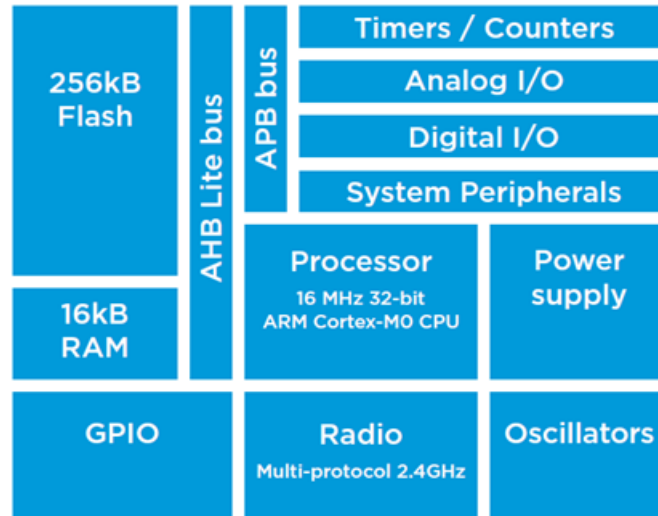 256kB
Flash
16kB
RAM
AHB Lite bus
APB bus
Timers / Counters
Analog I/O
Digital I/O
System Peripherals
Processor
16 MHz 32-bit
ARM Cortex-M0 CPU
Power
supply
GPIO
Radio
Multi-protocol 2.4GHz
Oscillators